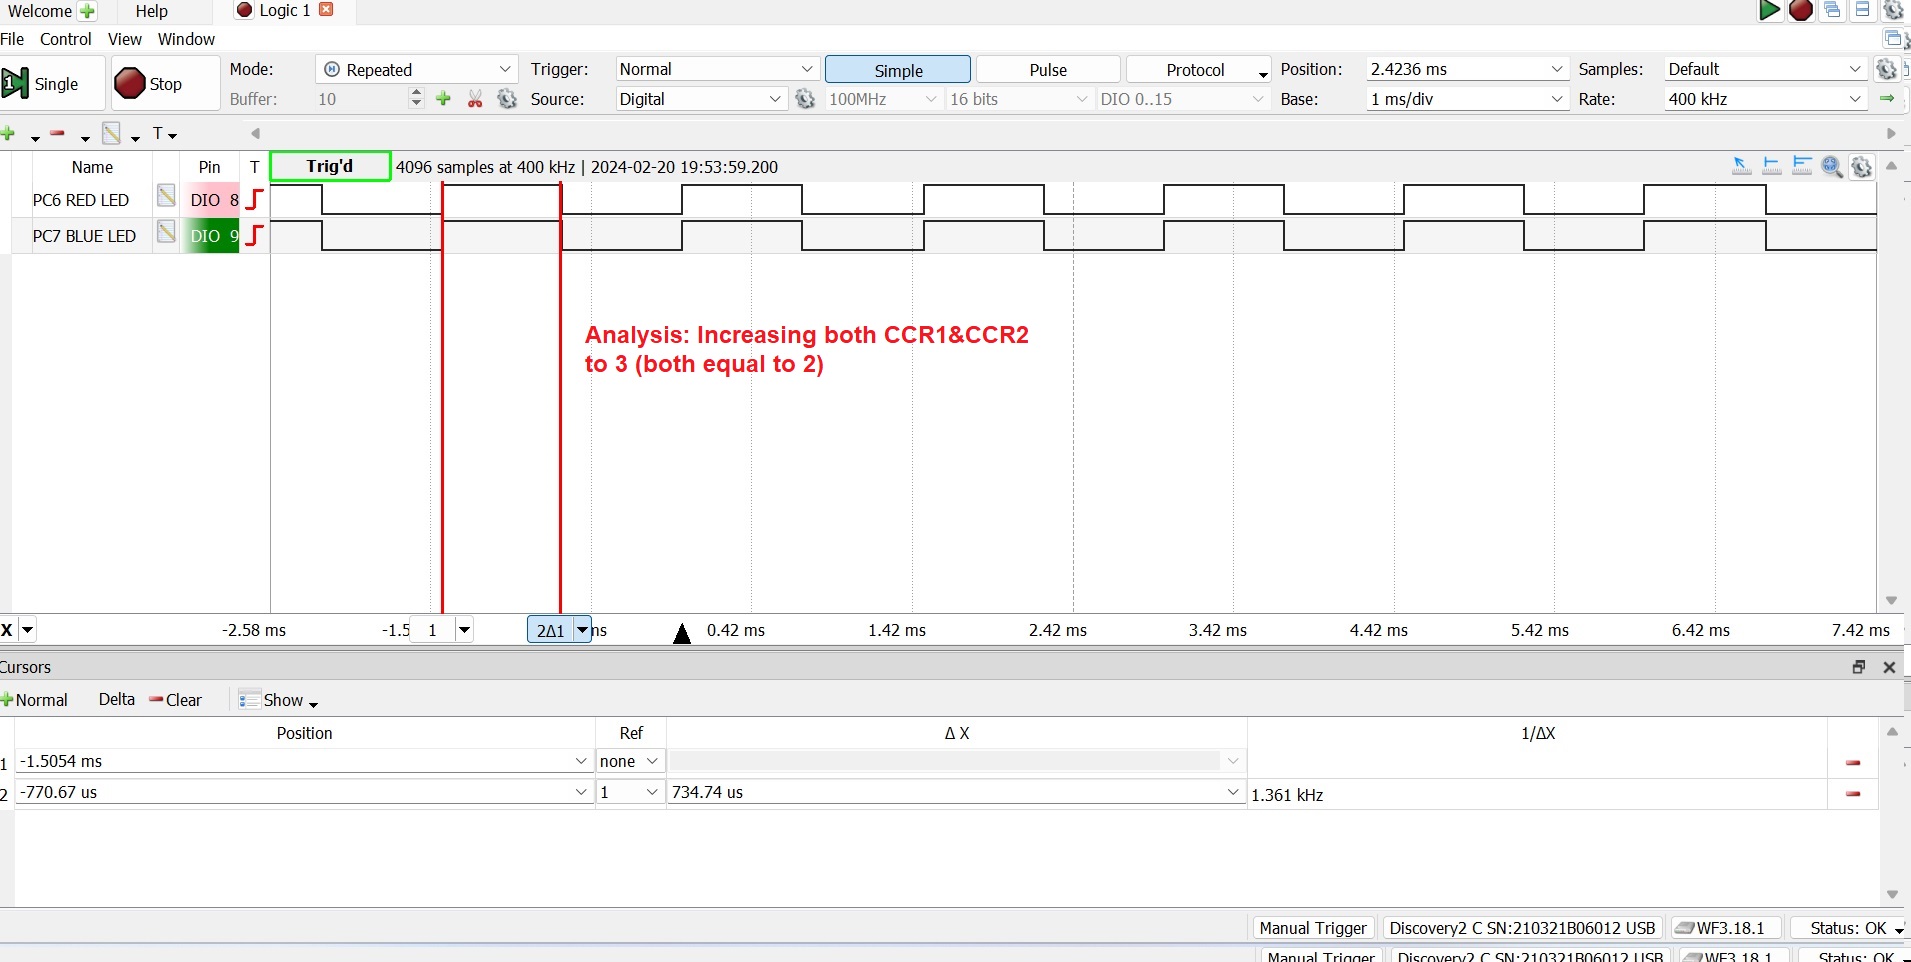 Welcome Help Logic 1
File Control View Window
Single Stop Mode: Repeated Trigger: Normal Simple Pulse Protocol Position: 2.4236 ms Samples: Default
Buffer: 10 Source: Digital 100MHz 16 bits DIO 0..15 Base: 1 ms/div Rate: 400 kHz
T
Name Pin T Trig'd 4096 samples at 400 kHz | 2024-02-20 19:53:59.200
PC6 RED LED DIO 8
PC7 BLUE LED DIO 9
Analysis: Increasing both CCR1&CCR2
to 3 (both equal to 2)
X -2.58 ms -1.5 1 2Δ1 ns 0.42 ms 1.42 ms 2.42 ms 3.42 ms 4.42 ms 5.42 ms 6.42 ms 7.42 ms
Cursors
Normal Delta Clear Show
Position Ref Δ X 1/ΔX
1 -1.5054 ms none
2 -770.67 us 1 734.74 us 1.361 kHz
Manual Trigger Discovery2 C SN:210321B06012 USB WF3.18.1 Status: OK
Manual Trigger Discovery2 C SN:210321B06012 USB WF3.18.1 Status: OK